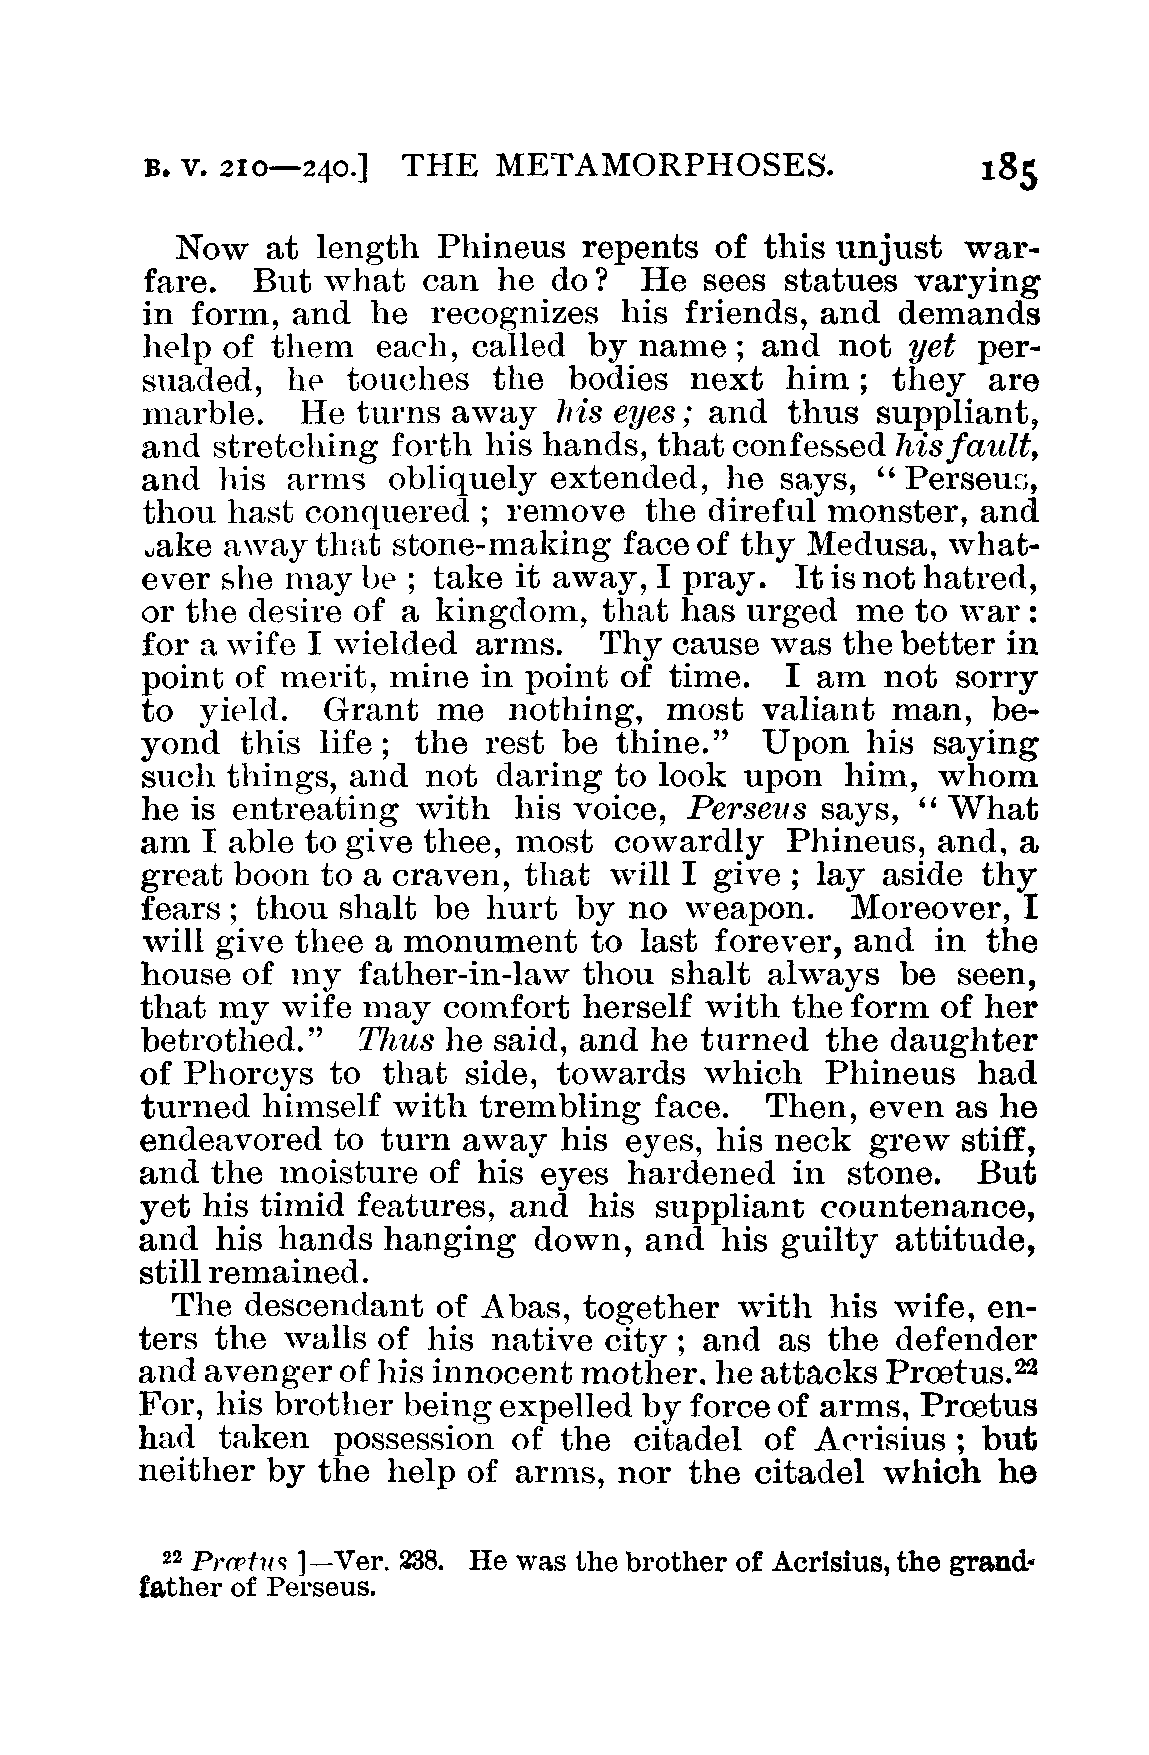 B. V. 210—240.] THE METAMORPHOSES. 185
Now at length Phineus repents of this unjust war-
fare. But what can he do? He sees statues varying
in form, and he recognizes his friends, and demands
help of them each, called by name; and not yet per-
suaded, he touches the bodies next him; they are
marble. He turns away his eyes; and thus suppliant,
and stretching forth his hands, that confessed his fault,
and his arms obliquely extended, he says, “Perseus,
thou hast conquered; remove the direful monster, and
take away that stone-making face of thy Medusa, what-
ever she may be; take it away, I pray. It is not hatred,
or the desire of a kingdom, that has urged me to war:
for a wife I wielded arms. Thy cause was the better in
point of merit, mine in point of time. I am not sorry
to yield. Grant me nothing, most valiant man, be-
yond this life; the rest be thine.” Upon his saying
such things, and not daring to look upon him, whom
he is entreating with his voice, Perseus says, “What
am I able to give thee, most cowardly Phineus, and, a
great boon to a craven, that will I give; lay aside thy
fears; thou shalt be hurt by no weapon. Moreover, I
will give thee a monument to last forever, and in the
house of my father-in-law thou shalt always be seen,
that my wife may comfort herself with the form of her
betrothed.” Thus he said, and he turned the daughter
of Phorcys to that side, towards which Phineus had
turned himself with trembling face. Then, even as he
endeavored to turn away his eyes, his neck grew stiff,
and the moisture of his eyes hardened in stone. But
yet his timid features, and his suppliant countenance,
and his hands hanging down, and his guilty attitude,
still remained.
The descendant of Abas, together with his wife, en-
ters the walls of his native city; and as the defender
and avenger of his innocent mother, he attacks Prœtus.²²
For, his brother being expelled by force of arms, Prœtus
had taken possession of the citadel of Acrisius; but
neither by the help of arms, nor the citadel which he
²² Prœtus]—Ver. 238. He was the brother of Acrisius, the grand-
father of Perseus.